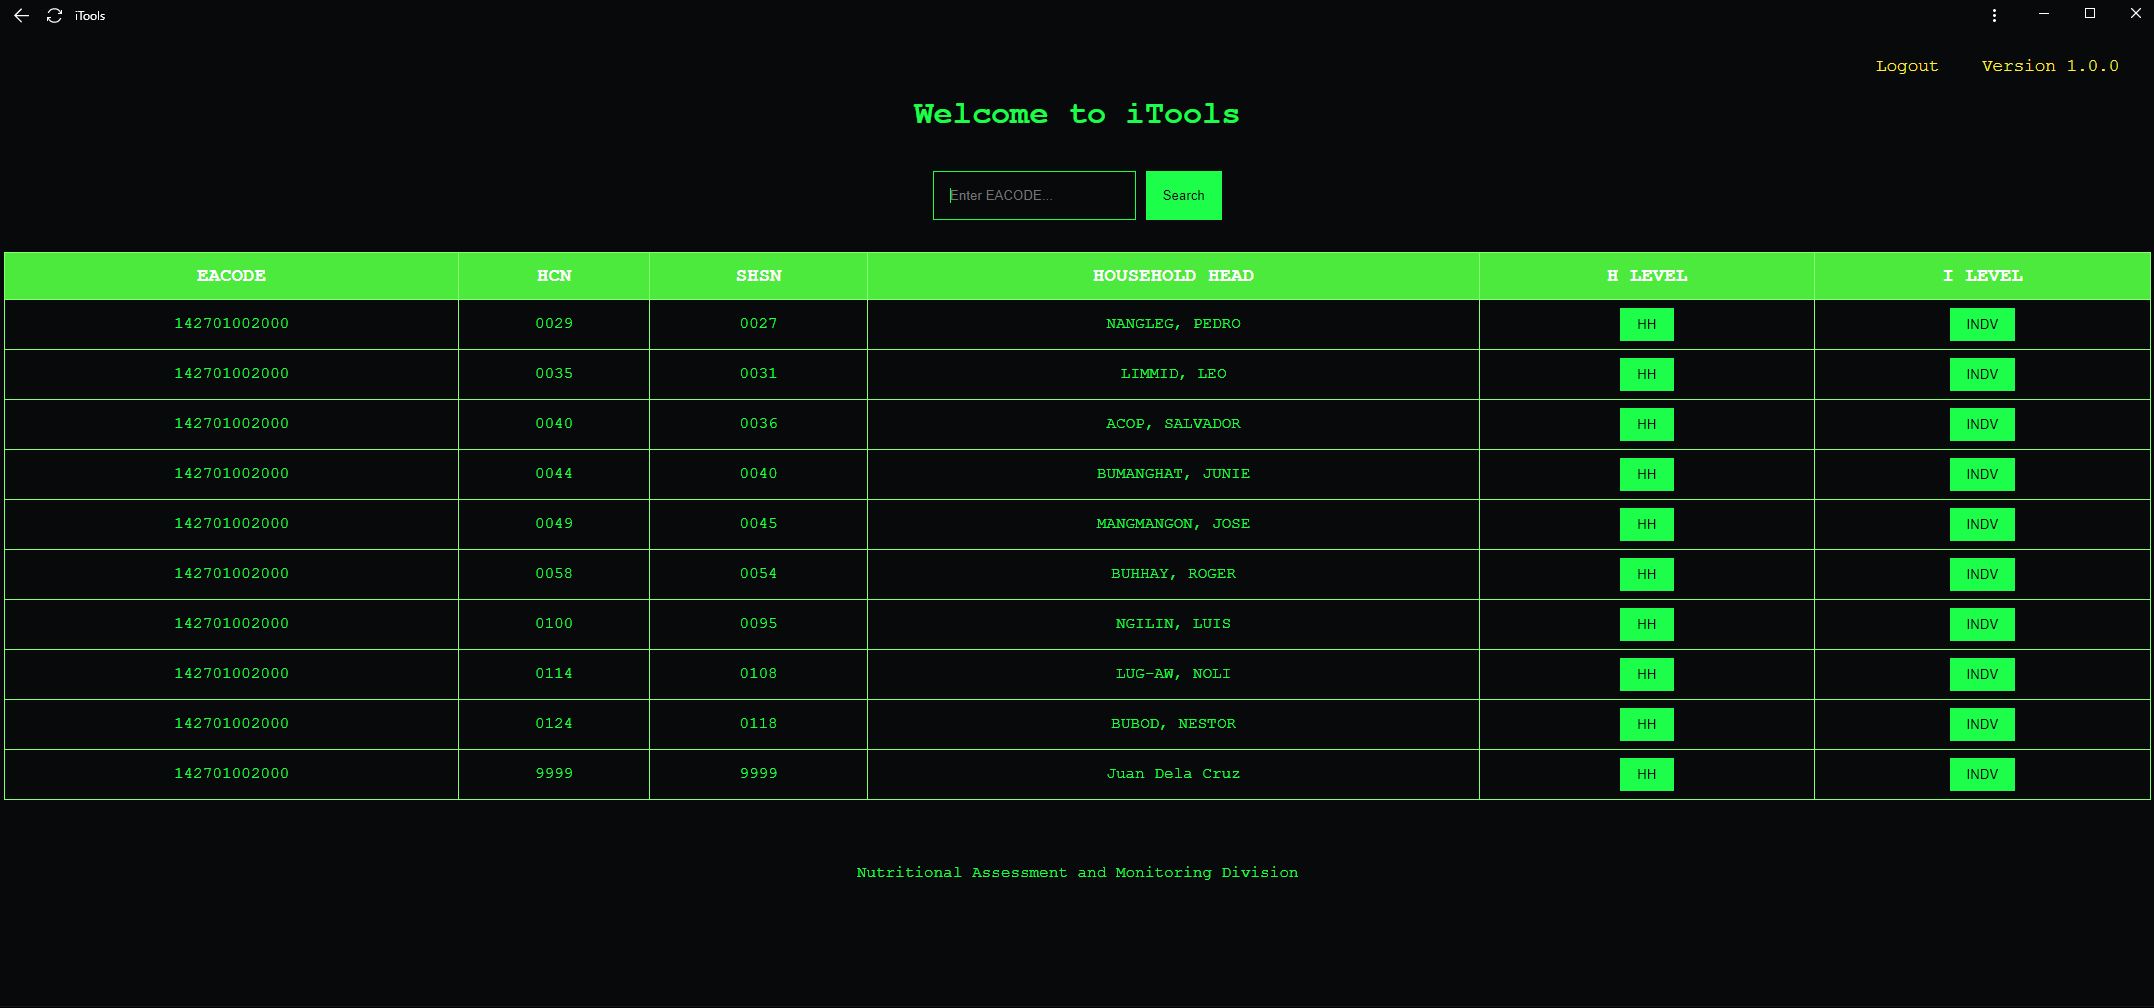 iTools
Logout Version 1.0.0
Welcome to iTools
Enter EACODE... Search
EACODE HCN SHSN HOUSEHOLD HEAD H LEVEL I LEVEL
142701002000 0029 0027 NANGLEG, PEDRO HH INDV
142701002000 0035 0031 LIMMID, LEO HH INDV
142701002000 0040 0036 ACOP, SALVADOR HH INDV
142701002000 0044 0040 BUMANGHAT, JUNIE HH INDV
142701002000 0049 0045 MANGMANGON, JOSE HH INDV
142701002000 0058 0054 BUHHAY, ROGER HH INDV
142701002000 0100 0095 NGILIN, LUIS HH INDV
142701002000 0114 0108 LUG-AW, NOLI HH INDV
142701002000 0124 0118 BUBOD, NESTOR HH INDV
142701002000 9999 9999 Juan Dela Cruz HH INDV
Nutritional Assessment and Monitoring Division